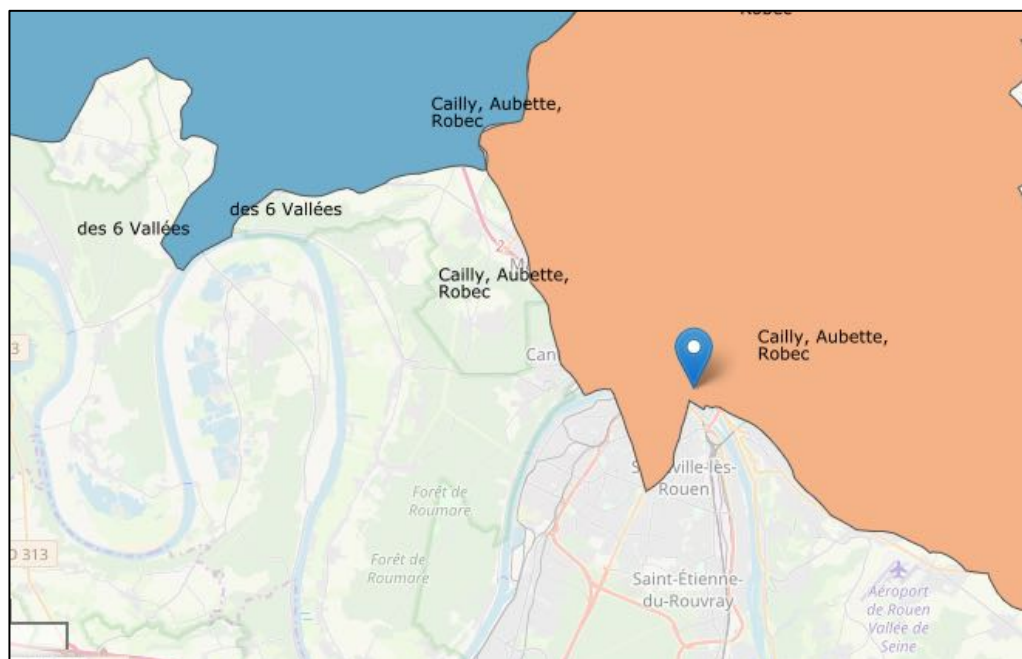 Robec
Cailly, Aubette,
Robec
des 6 Vallées
des 6 Vallées
Cailly, Aubette,
Robec
Cailly, Aubette,
Robec
Rouen
Forêt de
Roumare
Forêt de
Roumare
Saint-Étienne-
du-Rouvray
D 313
Aéroport
de Rouen
Vallée de
Seine